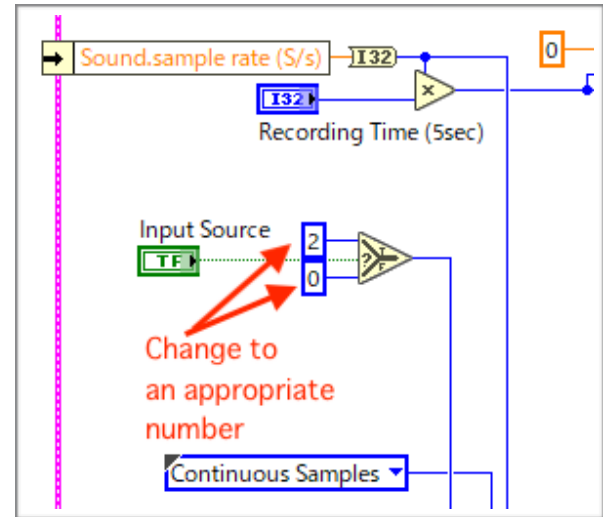 Sound.sample rate (S/s)
I32
0
I32
×
Recording Time (5sec)
Input Source
TF
2
0
?
T
F
Change to
an appropriate
number
Continuous Samples